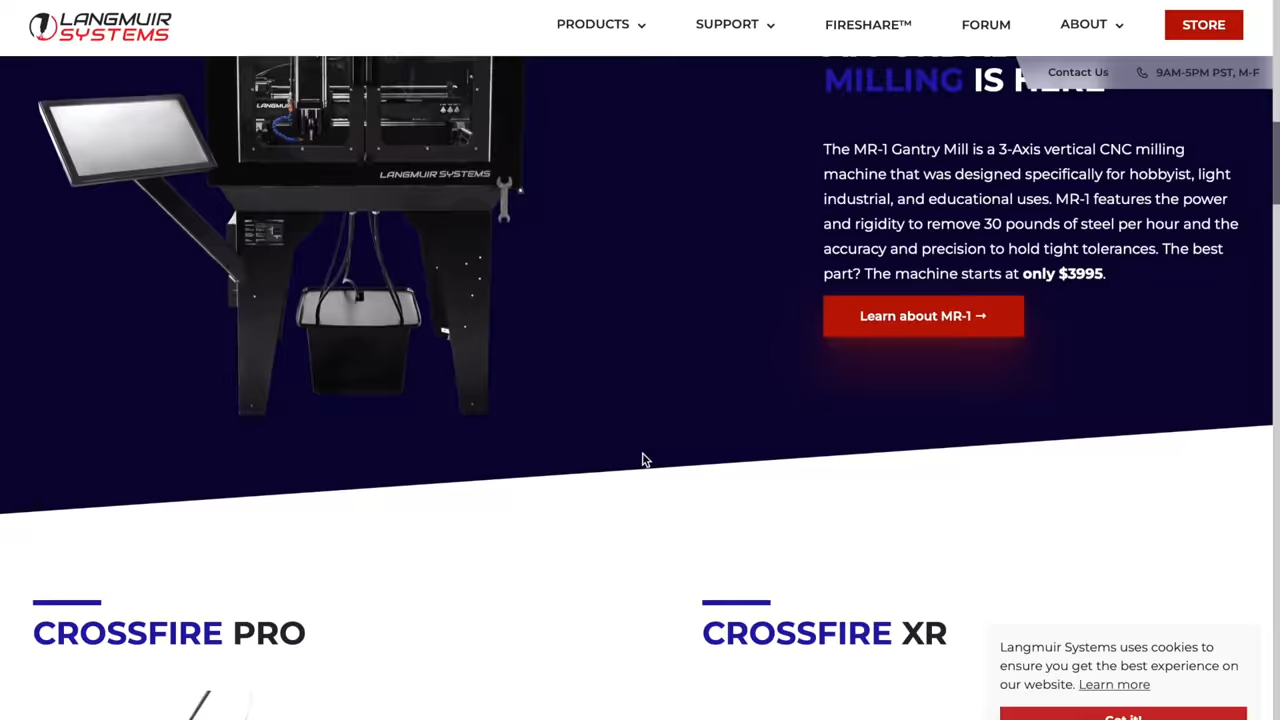 LANGMUIR
SYSTEMS
PRODUCTS
SUPPORT
FIRESHARE™
FORUM
ABOUT
STORE
Contact Us
9AM-5PM PST, M-F
MILLING IS HERE
The MR-1 Gantry Mill is a 3-Axis vertical CNC milling
machine that was designed specifically for hobbyist, light
industrial, and educational uses. MR-1 features the power
and rigidity to remove 30 pounds of steel per hour and the
accuracy and precision to hold tight tolerances. The best
part? The machine starts at only $3995.
Learn about MR-1 →
LANGMUIR SYSTEMS
CROSSFIRE PRO
CROSSFIRE XR
Langmuir Systems uses cookies to
ensure you get the best experience on
our website. Learn more
Got it!